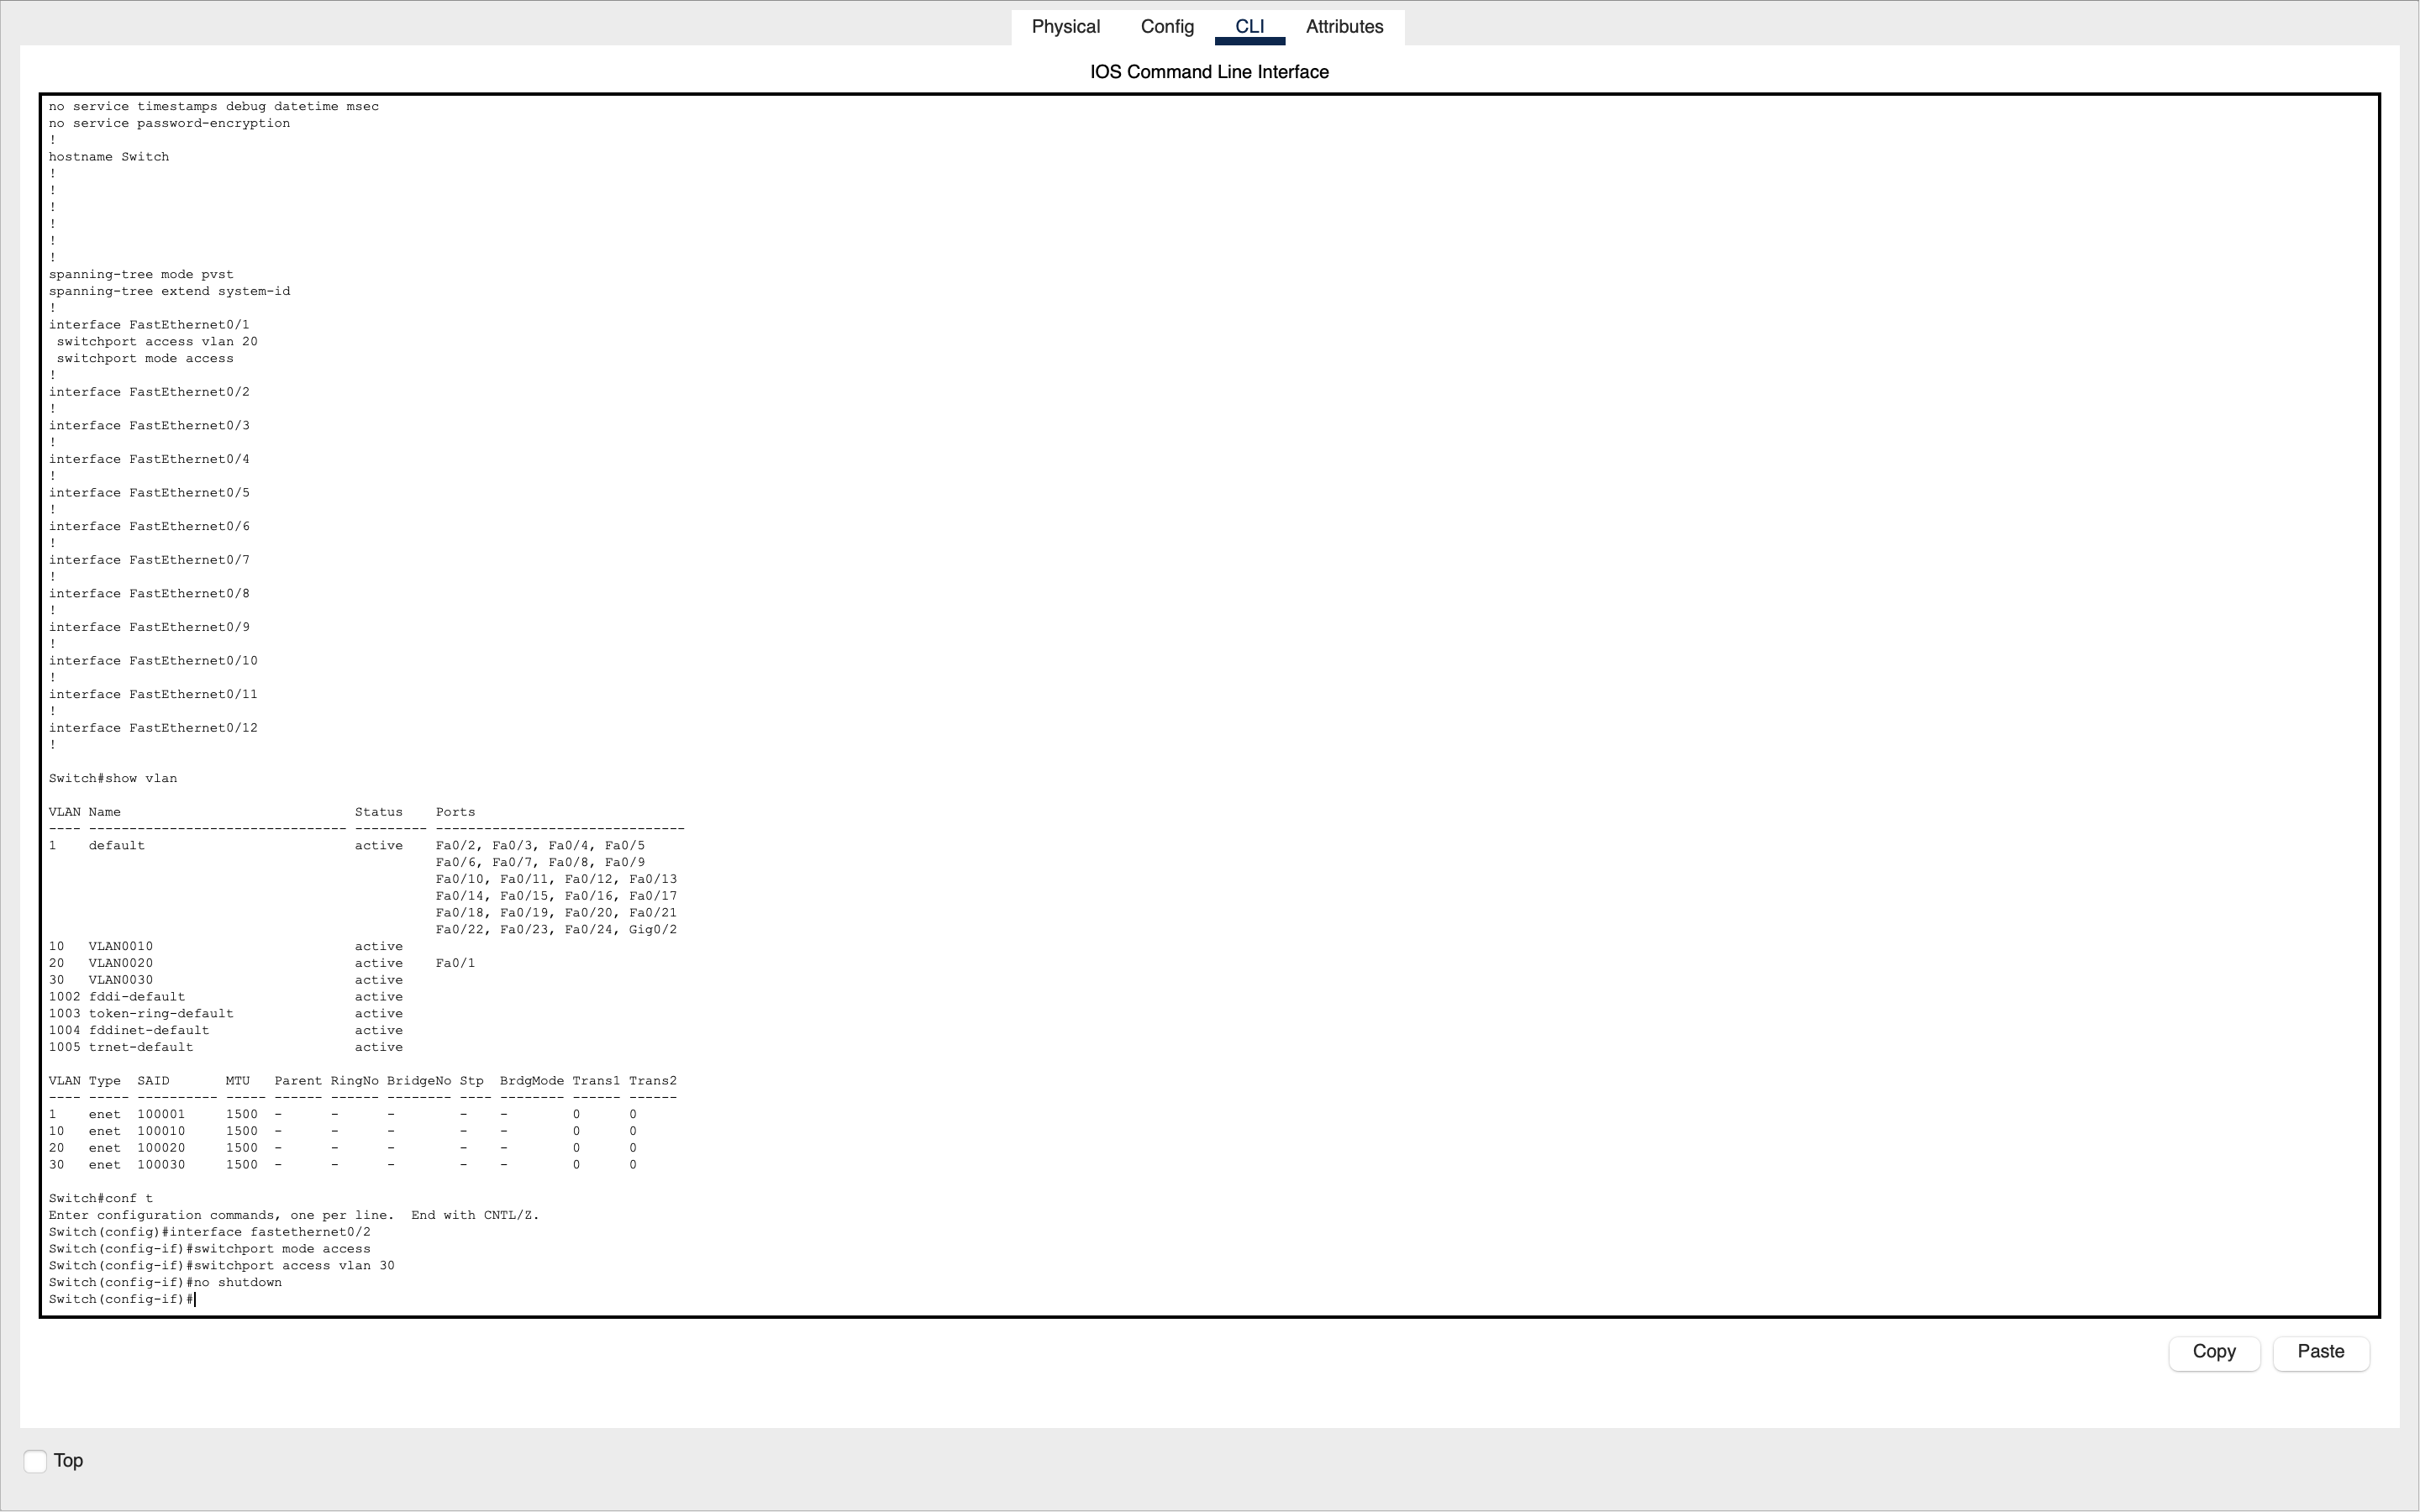 Physical Config CLI Attributes
IOS Command Line Interface
no service timestamps debug datetime msec
no service password-encryption
!
hostname Switch
!
!
!
!
!
!
spanning-tree mode pvst
spanning-tree extend system-id
!
interface FastEthernet0/1
 switchport access vlan 20
 switchport mode access
!
interface FastEthernet0/2
!
interface FastEthernet0/3
!
interface FastEthernet0/4
!
interface FastEthernet0/5
!
interface FastEthernet0/6
!
interface FastEthernet0/7
!
interface FastEthernet0/8
!
interface FastEthernet0/9
!
interface FastEthernet0/10
!
interface FastEthernet0/11
!
interface FastEthernet0/12
!
Switch#show vlan
VLAN Name                             Status    Ports
---- -------------------------------- --------- -------------------------------
1    default                          active    Fa0/2, Fa0/3, Fa0/4, Fa0/5
                                                Fa0/6, Fa0/7, Fa0/8, Fa0/9
                                                Fa0/10, Fa0/11, Fa0/12, Fa0/13
                                                Fa0/14, Fa0/15, Fa0/16, Fa0/17
                                                Fa0/18, Fa0/19, Fa0/20, Fa0/21
                                                Fa0/22, Fa0/23, Fa0/24, Gig0/2
10   VLAN0010                         active
20   VLAN0020                         active    Fa0/1
30   VLAN0030                         active
1002 fddi-default                     active
1003 token-ring-default               active
1004 fddinet-default                  active
1005 trnet-default                    active
VLAN Type  SAID       MTU   Parent RingNo BridgeNo Stp  BrdgMode Trans1 Trans2
---- ----- ---------- ----- ------ ------ -------- ---- -------- ------ ------
1    enet  100001     1500  -      -      -        -    -        0      0
10   enet  100010     1500  -      -      -        -    -        0      0
20   enet  100020     1500  -      -      -        -    -        0      0
30   enet  100030     1500  -      -      -        -    -        0      0
Switch#conf t
Enter configuration commands, one per line.  End with CNTL/Z.
Switch(config)#interface fastethernet0/2
Switch(config-if)#switchport mode access
Switch(config-if)#switchport access vlan 30
Switch(config-if)#no shutdown
Switch(config-if)#
Copy Paste
Top